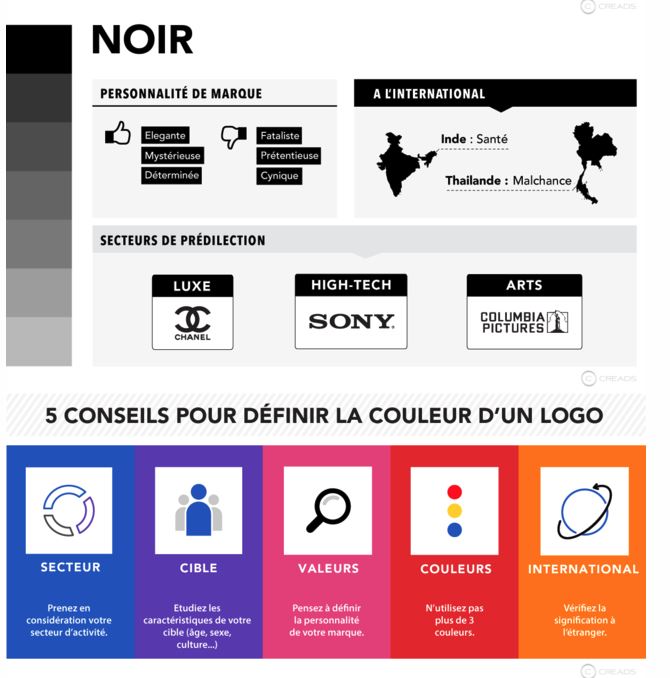 © CREADS
NOIR
PERSONNALITÉ DE MARQUE
Elegante
Mystérieuse
Déterminée
Fataliste
Prétentieuse
Cynique
A L'INTERNATIONAL
Inde : Santé
Thailande : Malchance
SECTEURS DE PRÉDILECTION
LUXE
CHANEL
HIGH-TECH
SONY
ARTS
COLUMBIA
PICTURES
© CREADS
5 CONSEILS POUR DÉFINIR LA COULEUR D'UN LOGO
SECTEUR
Prenez en
considération votre
secteur d'activité.
CIBLE
Etudiez les
caractéristiques de votre
cible (âge, sexe,
culture...)
VALEURS
Pensez à définir
la personnalité
de votre marque.
COULEURS
N'utilisez pas
plus de 3
couleurs.
INTERNATIONAL
Vérifiez la
signification à
l'étranger.
© CREADS